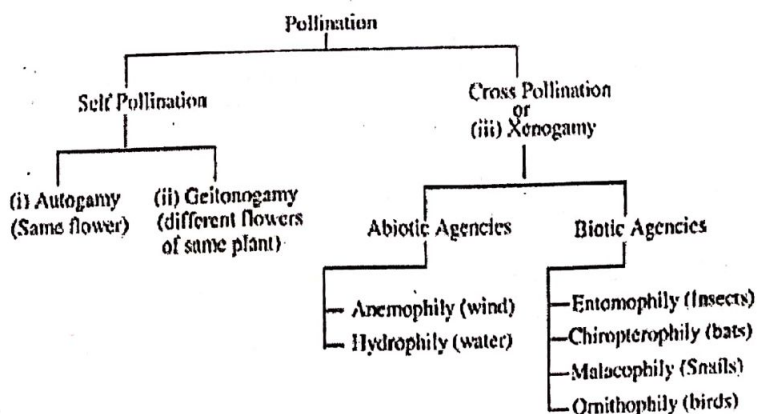 Pollination
Self Pollination
Cross Pollination
or
(iii) Xenogamy
(i) Autogamy
(Same flower)
(ii) Geitonogamy
(different flowers
of same plant)
Abiotic Agencies
Biotic Agencies
Anemophily (wind)
Hydrophily (water)
Entomophily (Insects)
Chiropterophily (bats)
Malacophily (Snails)
Ornithophily (birds)